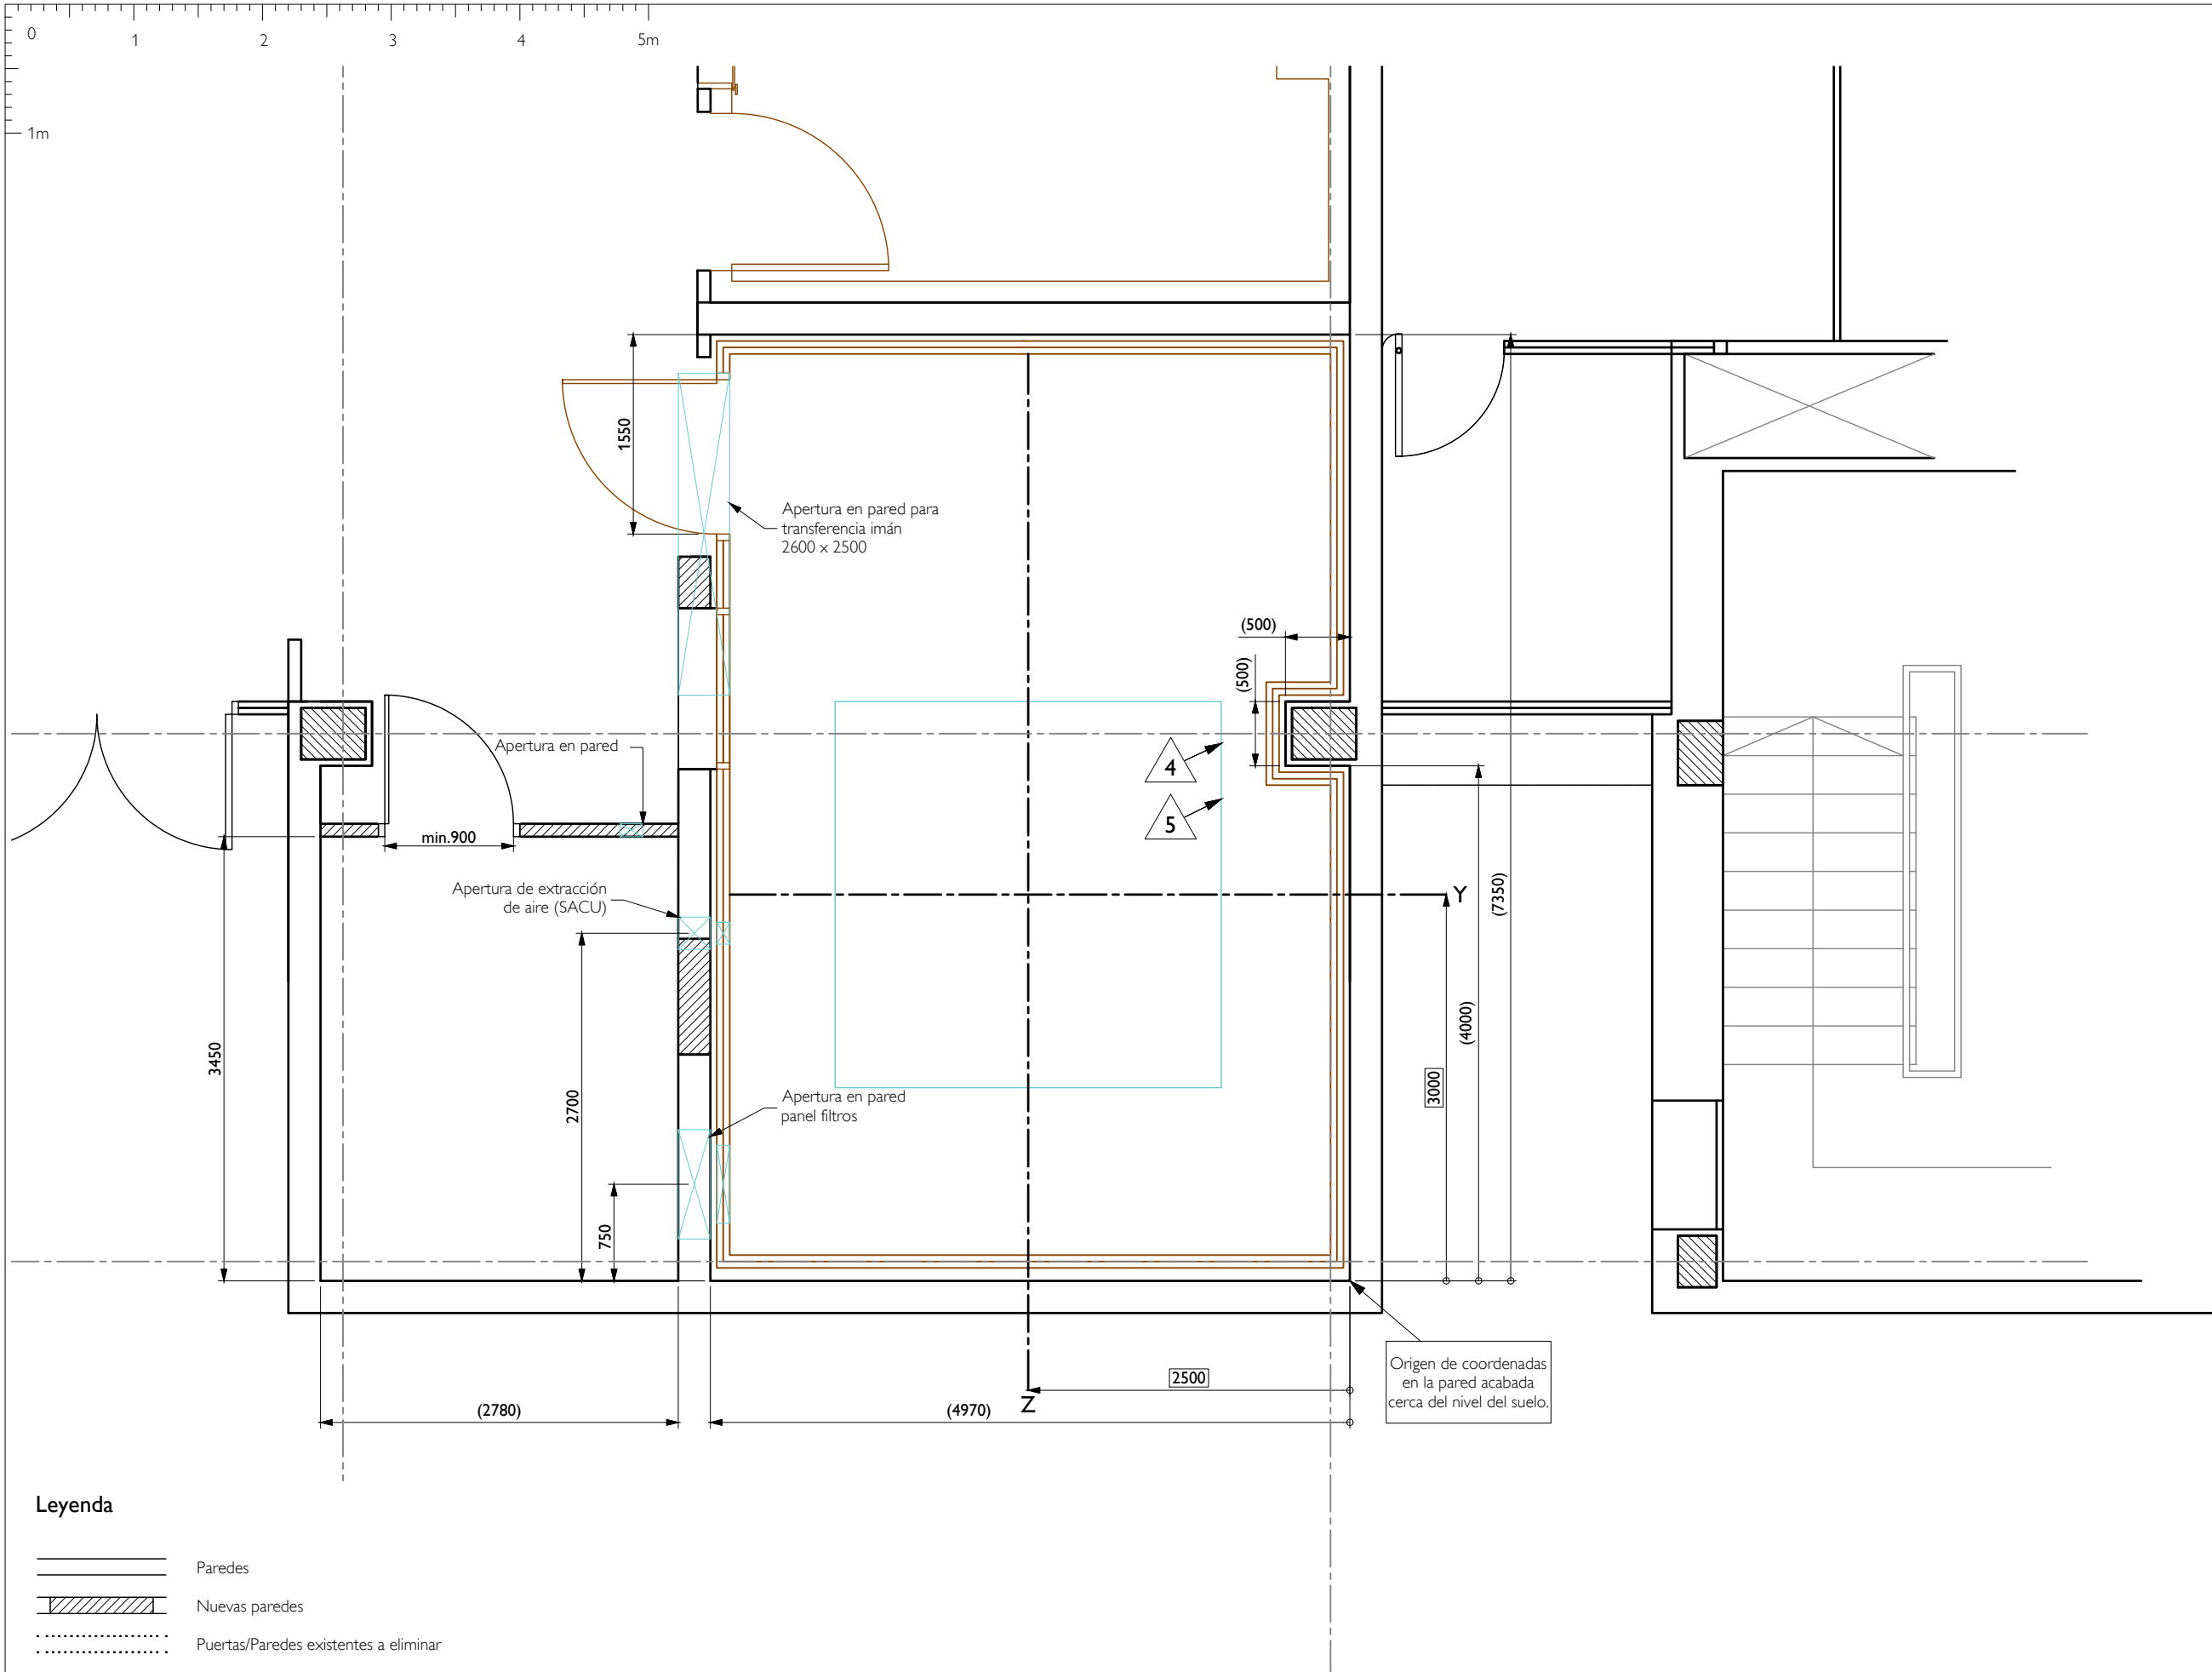 0
1
2
3
4
5m
1m
1550
Apertura en pared para
transferencia imán
2600 x 2500
(500)
(500)
Apertura en pared
4
min.900
5
Apertura de extracción
de aire (SACU)
Y
(7350)
(4000)
3450
2700
3000
Apertura en pared
panel filtros
750
Origen de coordenadas
en la pared acabada
cerca del nivel del suelo.
2500
Z
(2780)
(4970)
Leyenda
Paredes
Nuevas paredes
Puertas/Paredes existentes a eliminar